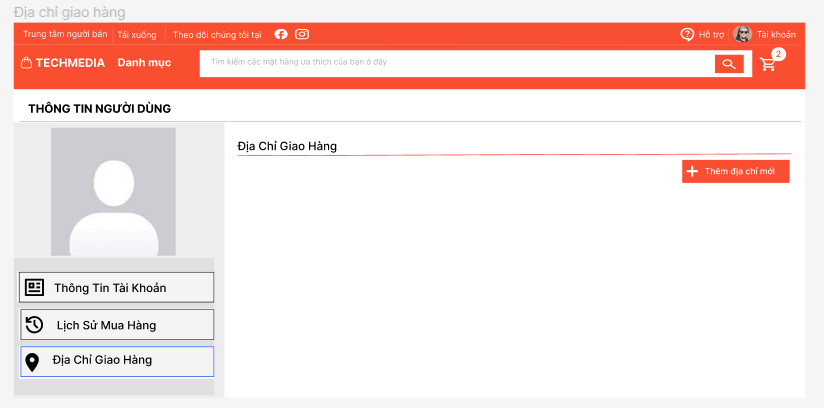 Địa chỉ giao hàng
Trung tâm người bán Tải xuống Theo dõi chúng tôi tại Hỗ trợ Tài khoản
TECHMEDIA Danh mục Tìm kiếm các mặt hàng ưa thích của bạn ở đây 2
THÔNG TIN NGƯỜI DÙNG
Địa Chỉ Giao Hàng
Thêm địa chỉ mới
Thông Tin Tài Khoản
Lịch Sử Mua Hàng
Địa Chỉ Giao Hàng